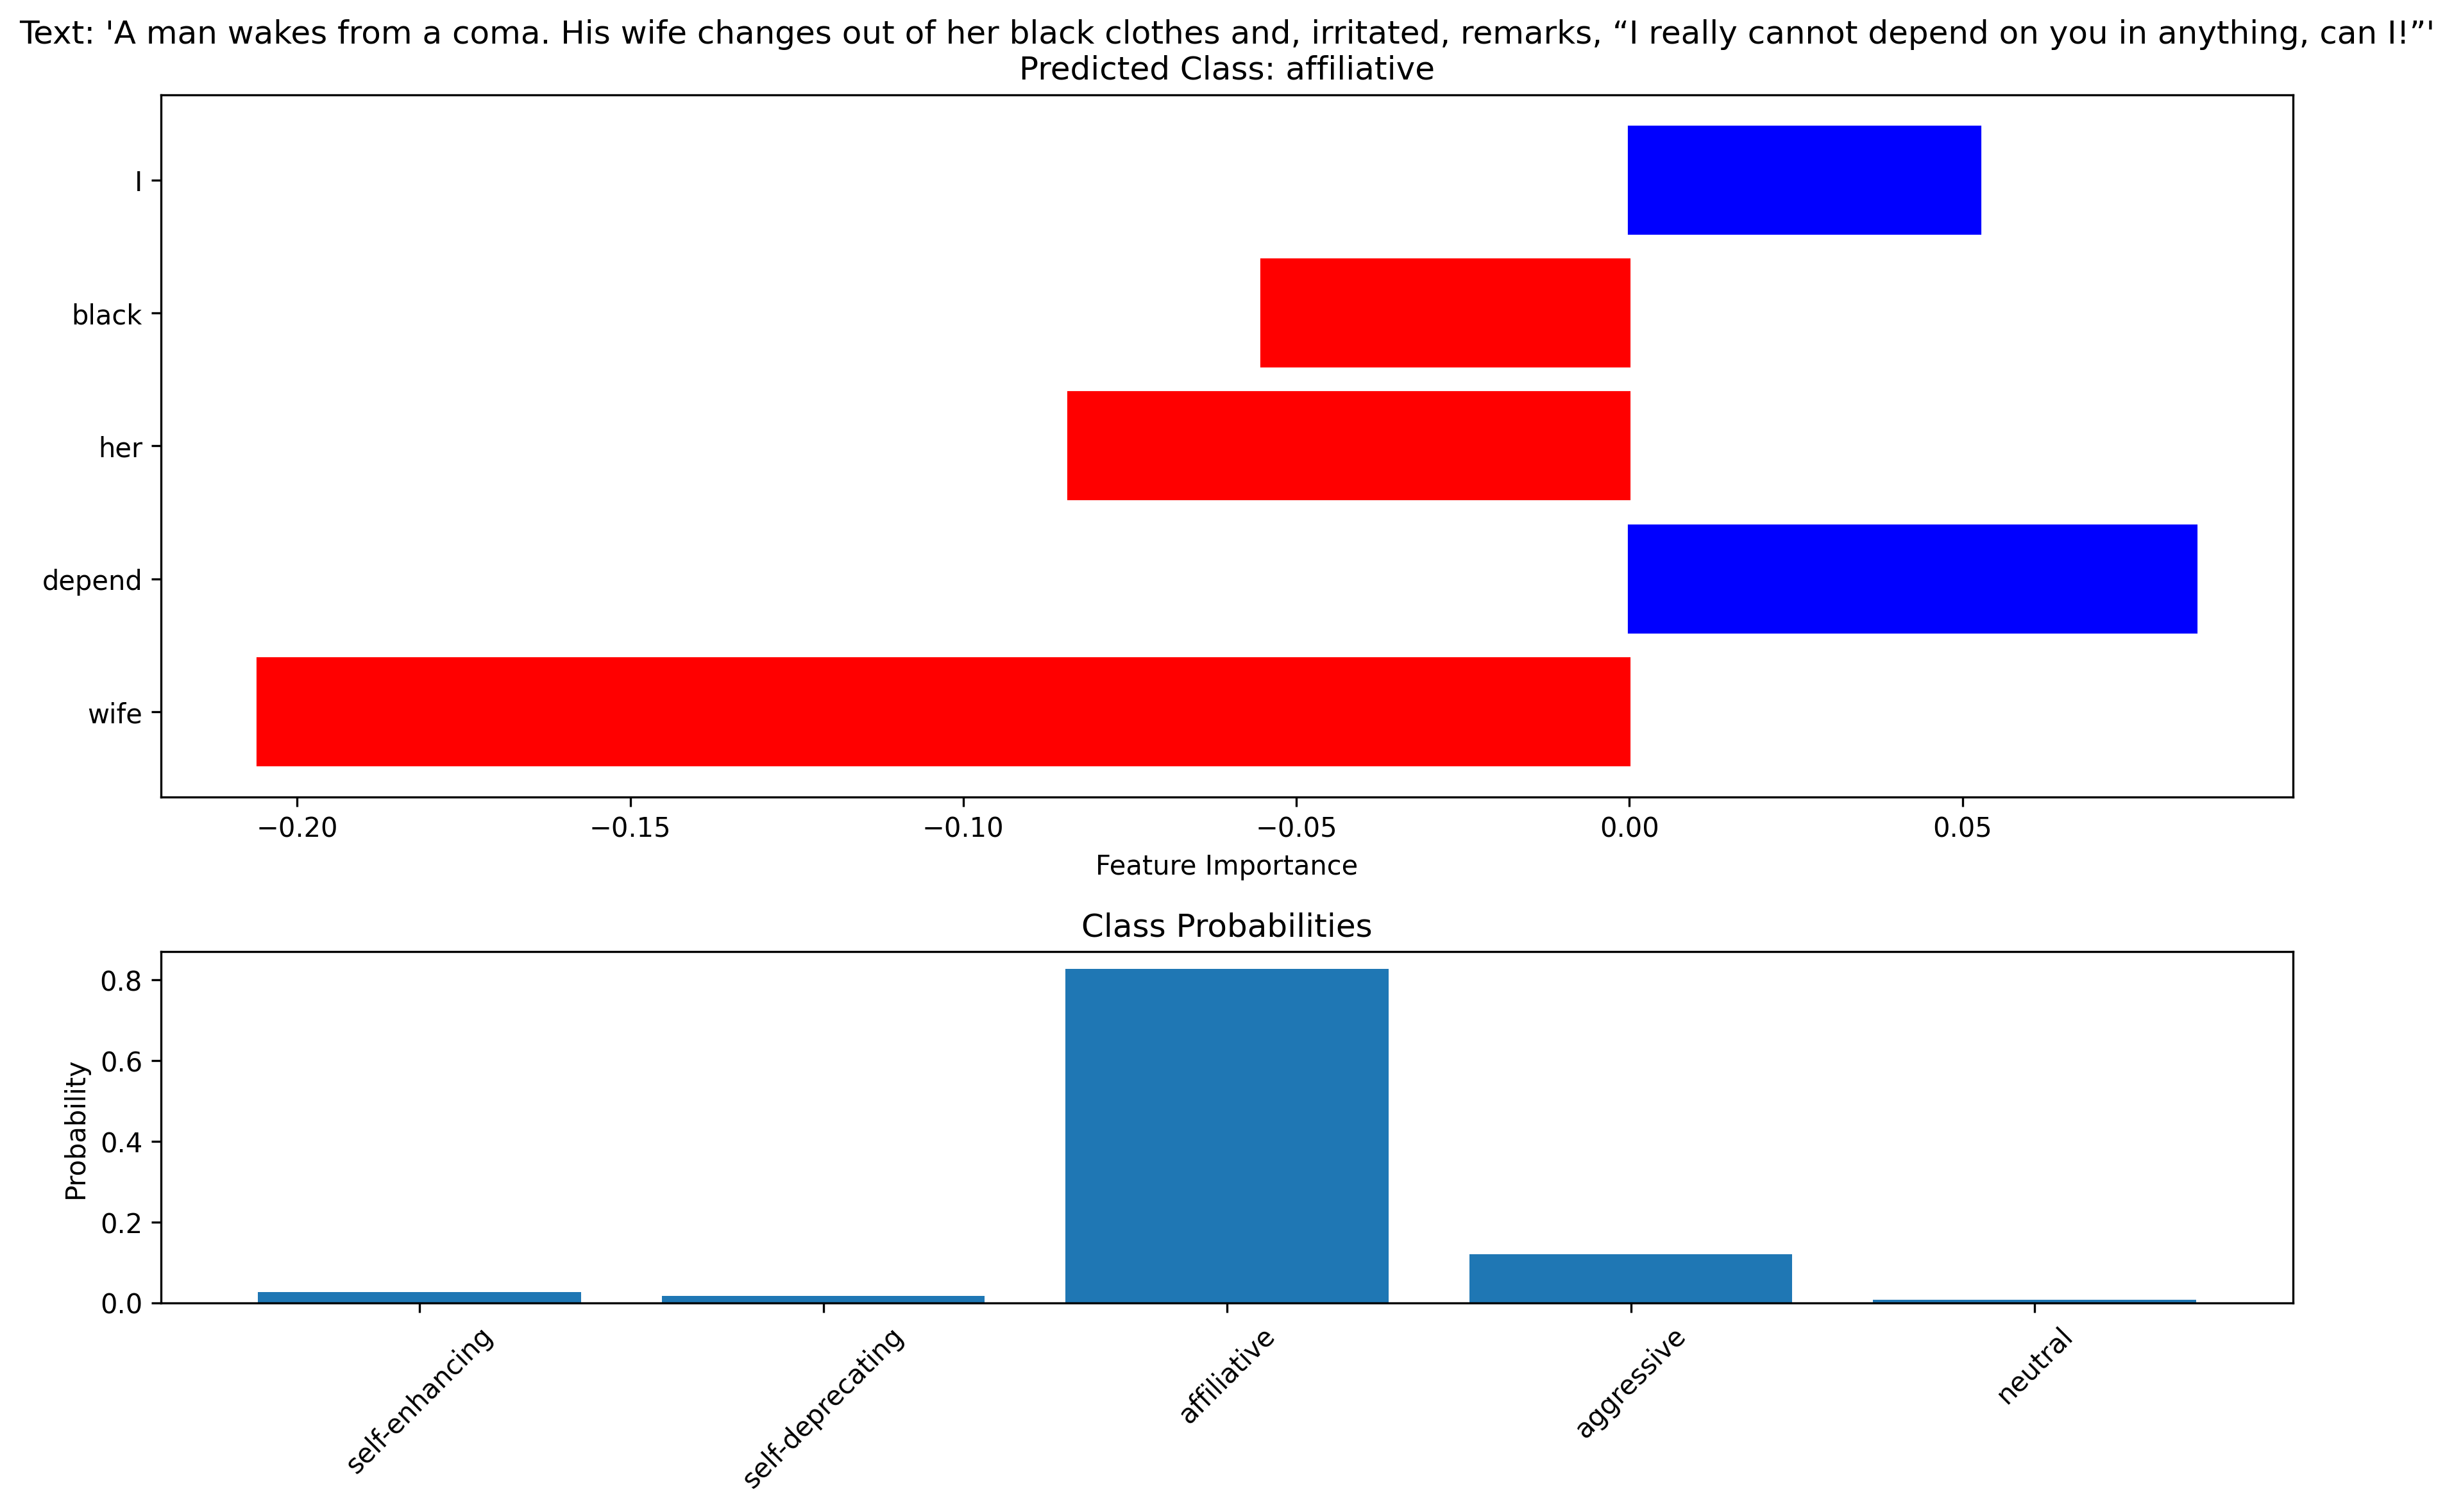 Text: 'A man wakes from a coma. His wife changes out of her black clothes and, irritated, remarks, “I really cannot depend on you in anything, can I!”'
Predicted Class: affiliative
I
black
her
depend
wife
−0.20
−0.15
−0.10
−0.05
0.00
0.05
Feature Importance
Class Probabilities
Probability
0.8
0.6
0.4
0.2
0.0
self-enhancing
self-deprecating
affiliative
aggressive
neutral